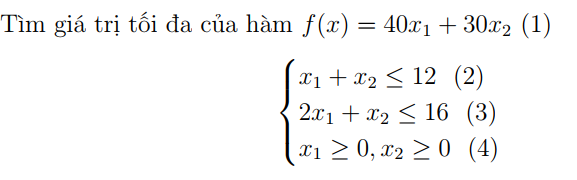 Tìm giá trị tối đa của hàm f(x) = 40x₁ + 30x₂ (1)
x₁ + x₂ ≤ 12 (2)
2x₁ + x₂ ≤ 16 (3)
x₁ ≥ 0, x₂ ≥ 0 (4)